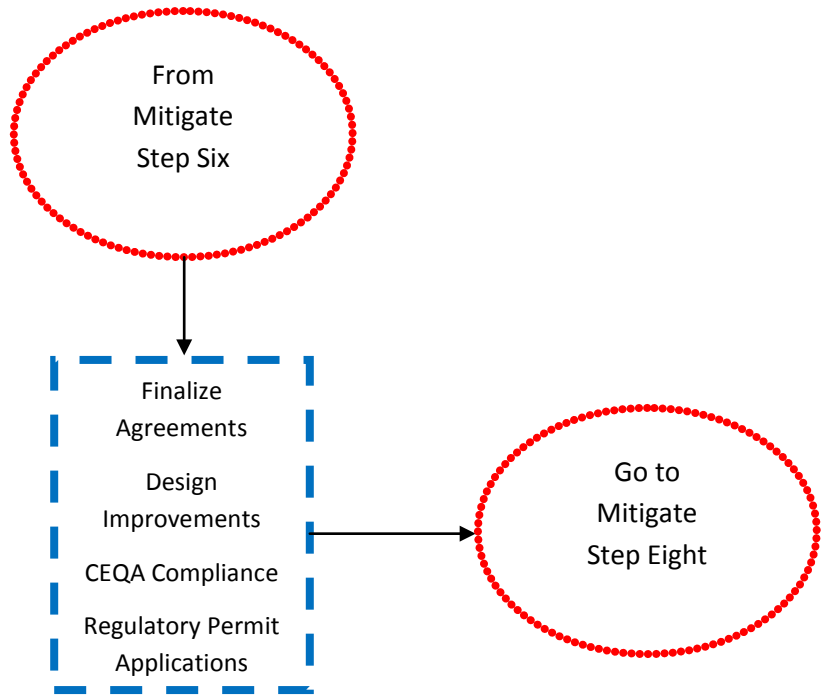 From
Mitigate
Step Six
Finalize
Agreements
Design
Improvements
CEQA Compliance
Regulatory Permit
Applications
Go to
Mitigate
Step Eight